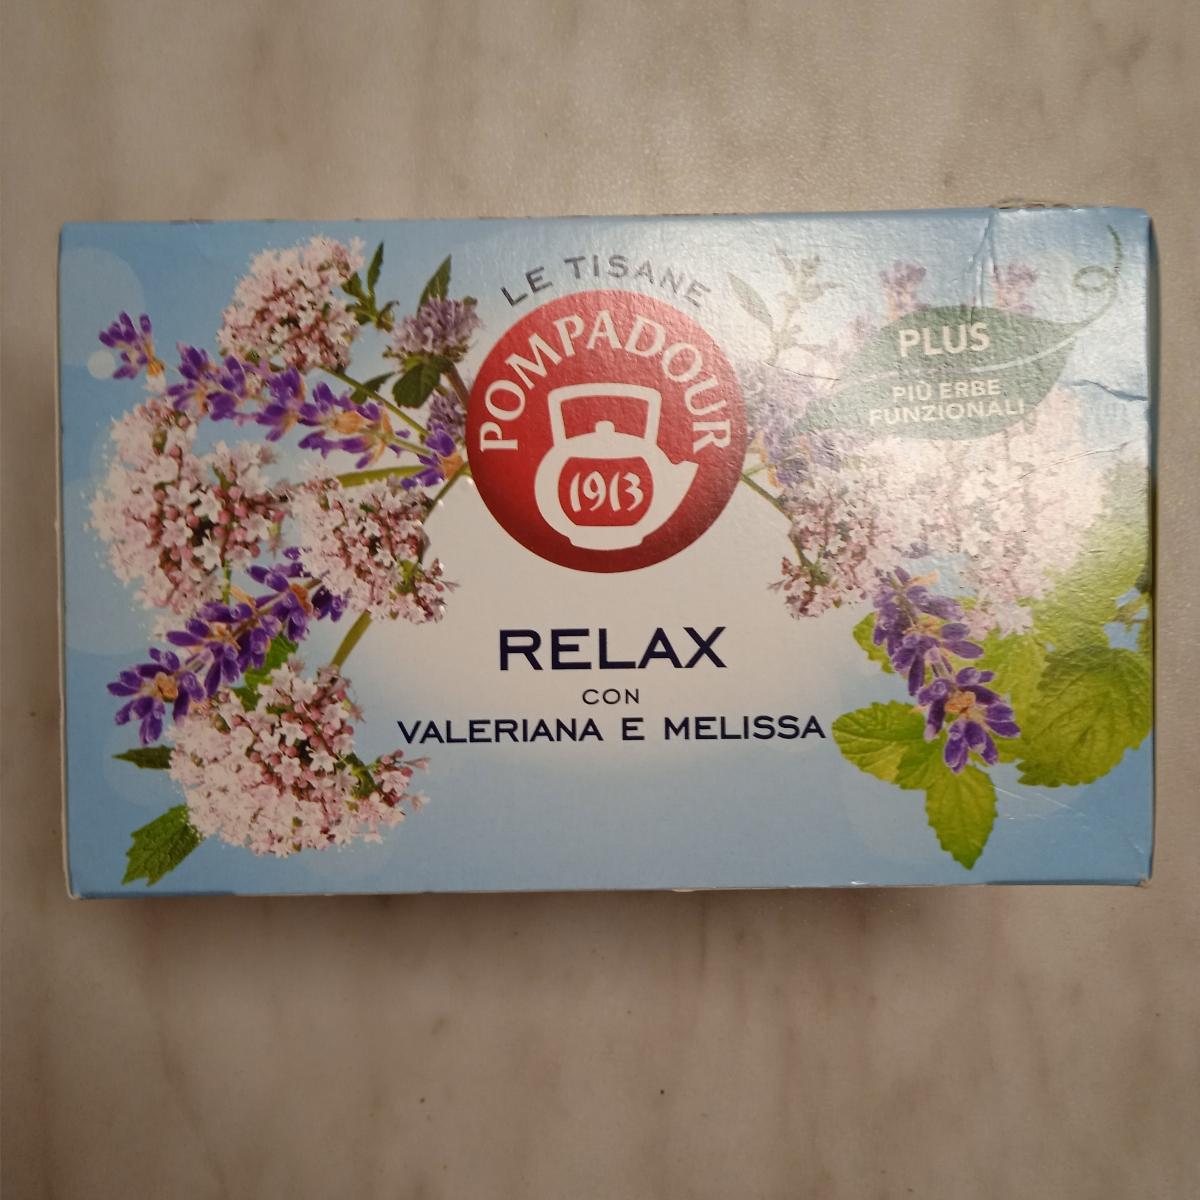 LE TISANE
POMPADOUR
1913
PLUS
PIÙ ERBE
FUNZIONALI
RELAX
CON
VALERIANA E MELISSA